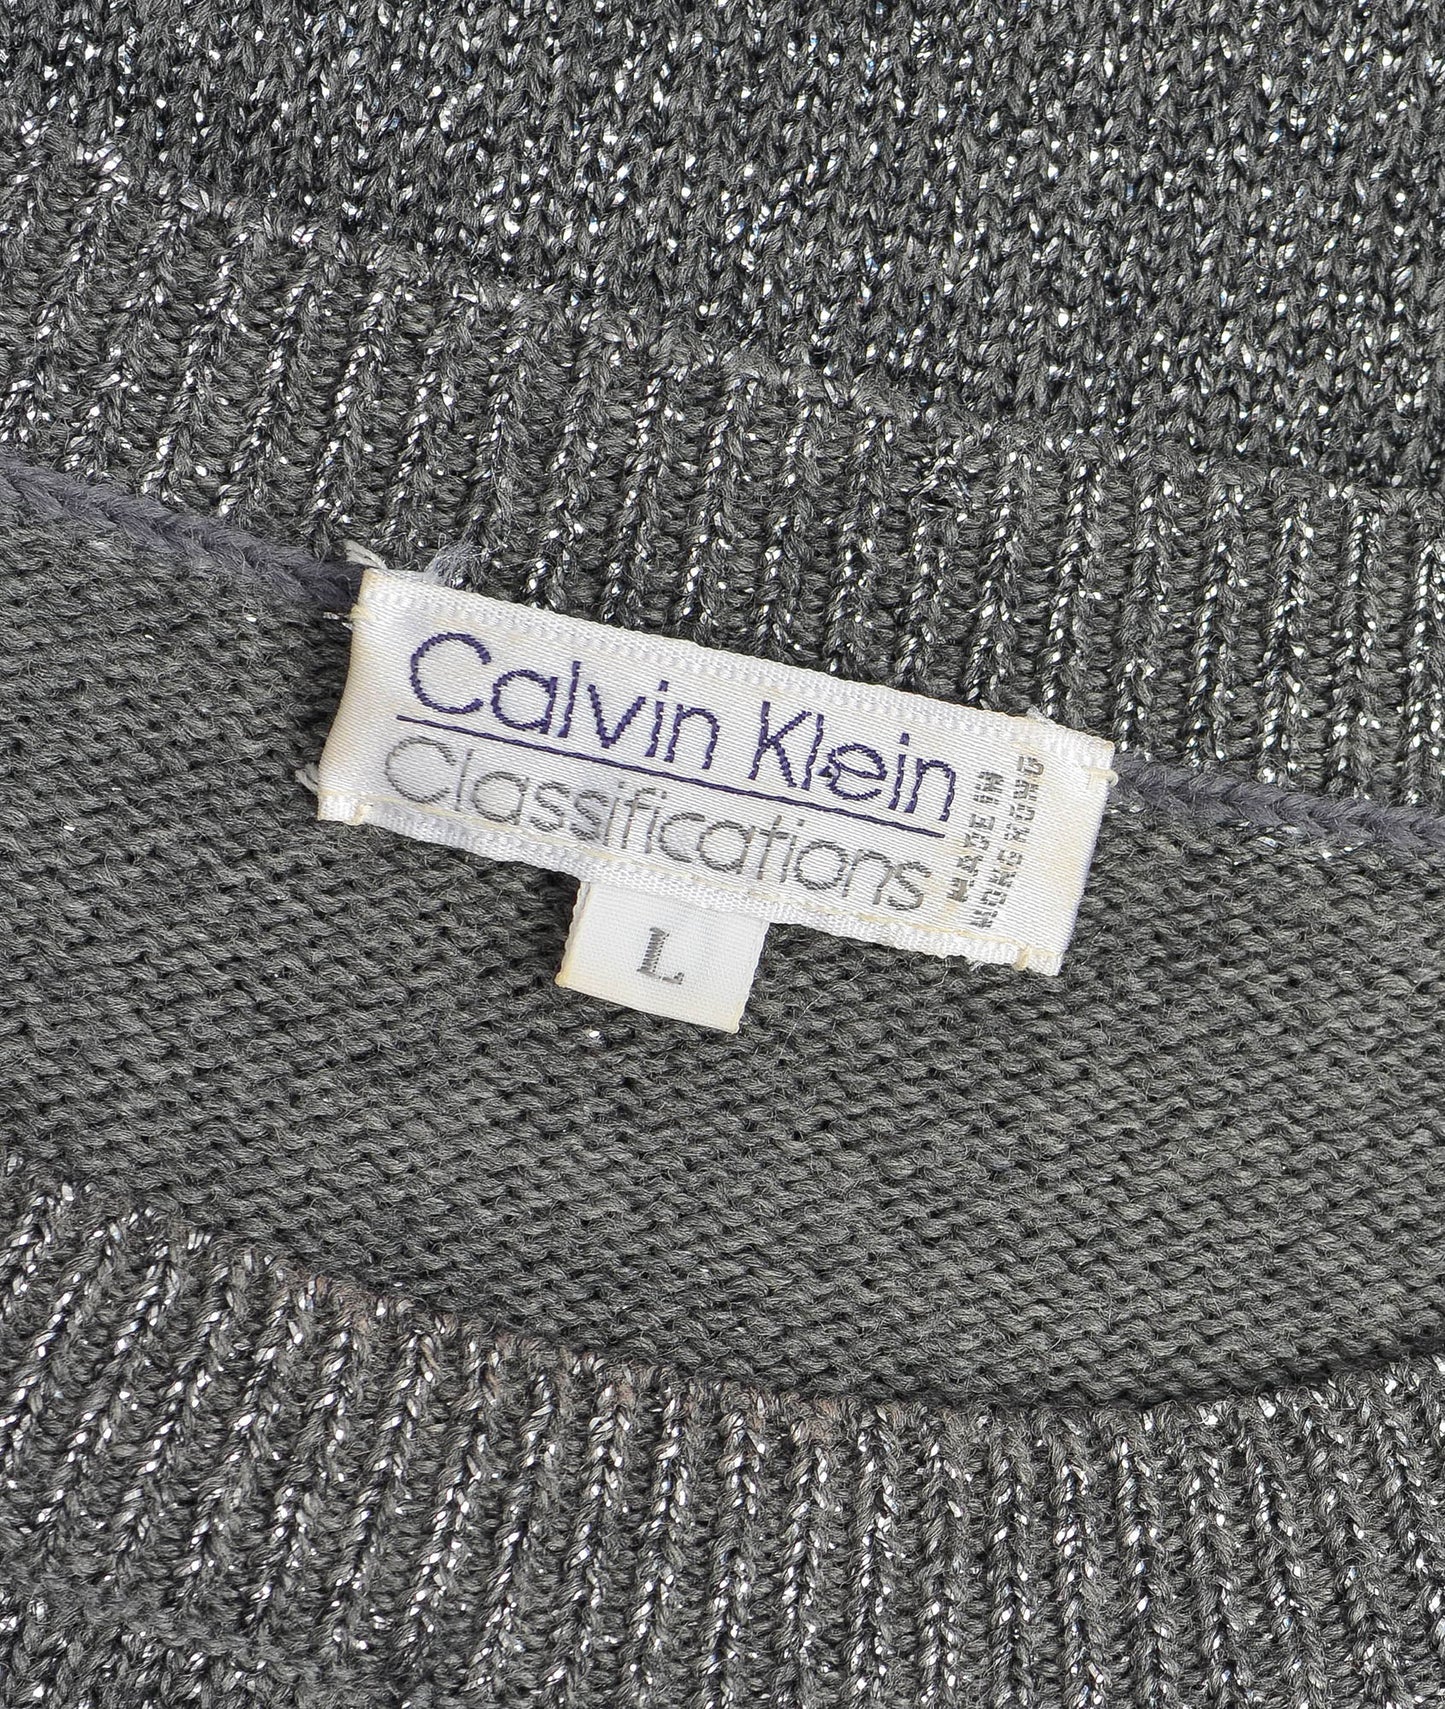 Calvin Klein
Classifications
MADE IN
HONG KONG
L